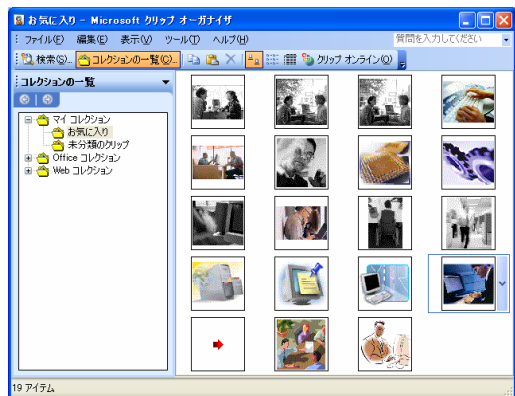 お気に入り - Microsoft クリップ オーガナイザ
ファイル(F) 編集(E) 表示(V) ツール(T) ヘルプ(H) 質問を入力してください
検索(S)... コレクションの一覧(C)... クリップ オンライン(O)
コレクションの一覧
マイ コレクション
お気に入り
未分類のクリップ
Office コレクション
Web コレクション
19 アイテム